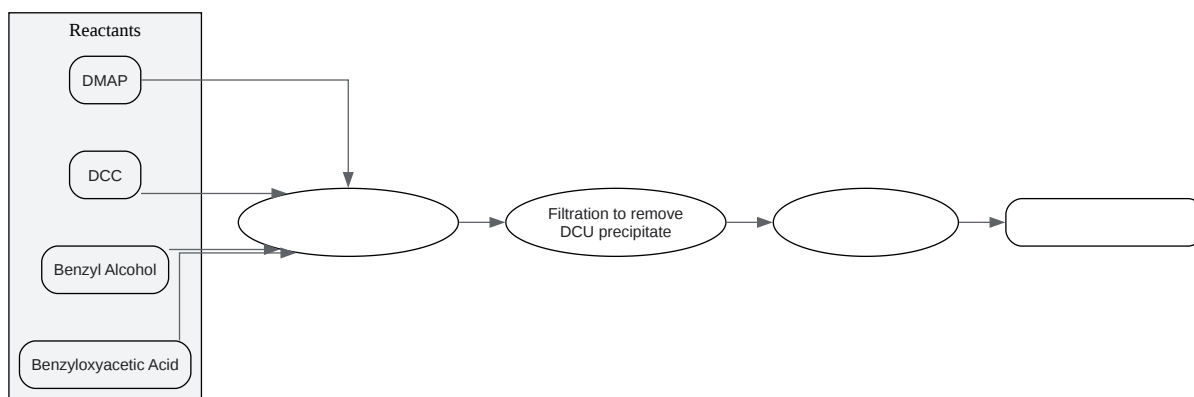 Reactants
DMAP
DCC
Benzyl Alcohol
Benzyloxyacetic Acid
Filtration to remove
DCU precipitate